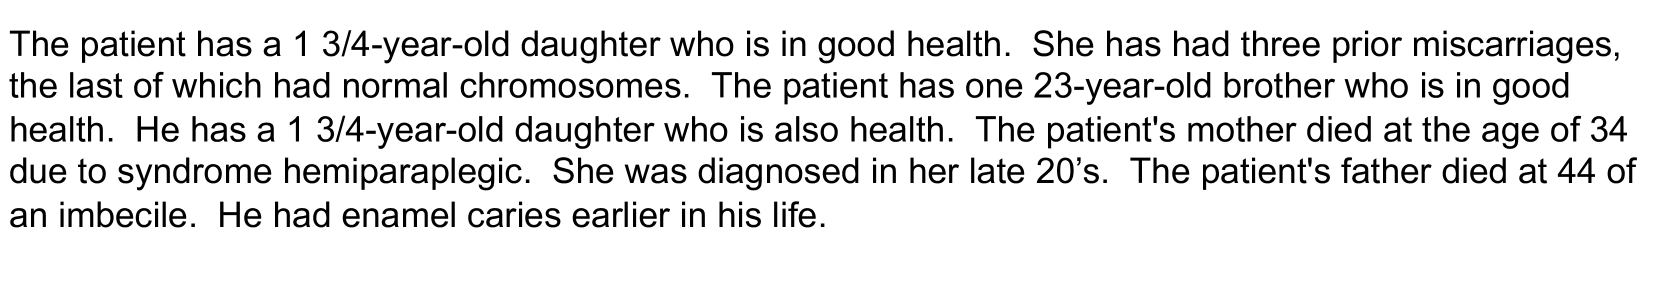 The patient has a 1 3/4-year-old daughter who is in good health.  She has had three prior miscarriages,
the last of which had normal chromosomes.  The patient has one 23-year-old brother who is in good
health.  He has a 1 3/4-year-old daughter who is also health.  The patient's mother died at the age of 34
due to syndrome hemiparaplegic.  She was diagnosed in her late 20’s.  The patient's father died at 44 of
an imbecile.  He had enamel caries earlier in his life.